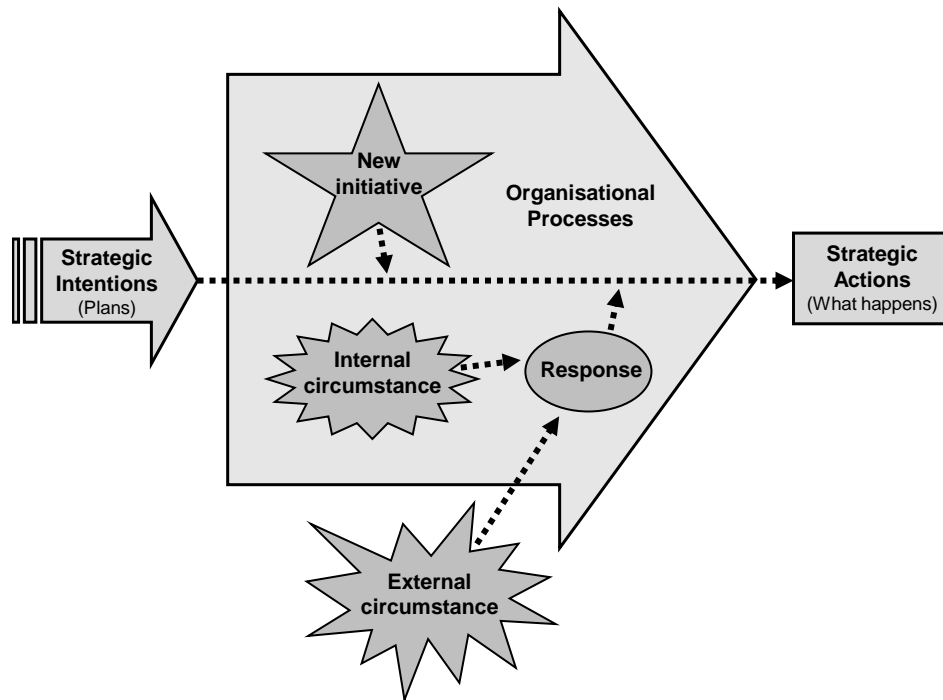 New
initiative
Organisational
Processes
Strategic
Intentions
(Plans)
Strategic
Actions
(What happens)
Internal
circumstance
Response
External
circumstance